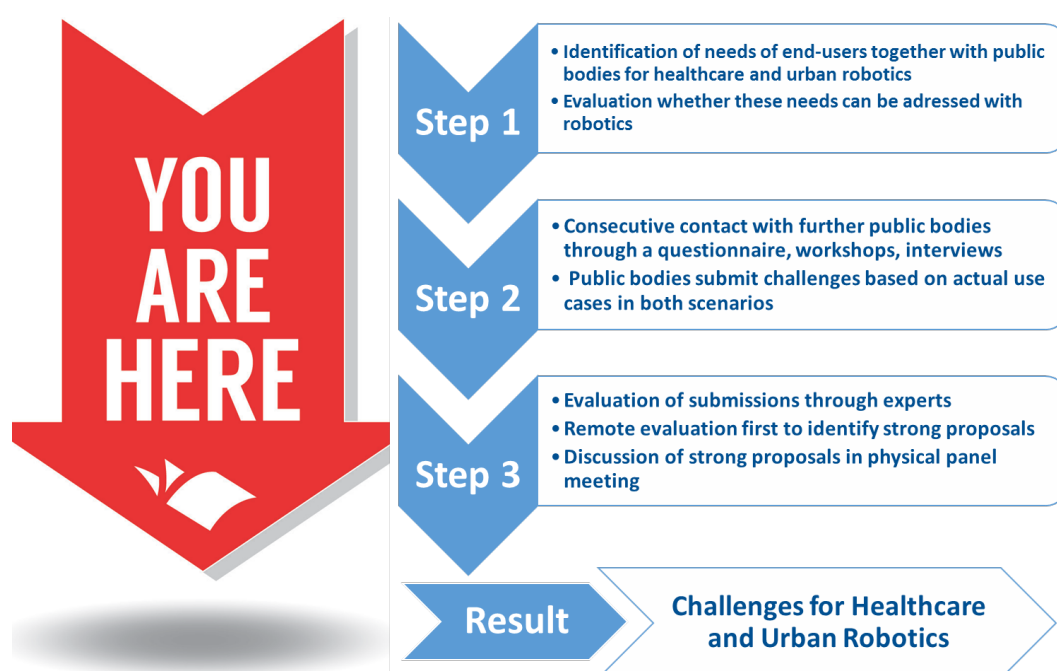 YOU
ARE
HERE
Step 1
• Identification of needs of end-users together with public
bodies for healthcare and urban robotics
• Evaluation whether these needs can be adressed with
robotics
Step 2
• Consecutive contact with further public bodies
through a questionnaire, workshops, interviews
• Public bodies submit challenges based on actual use
cases in both scenarios
Step 3
• Evaluation of submissions through experts
• Remote evaluation first to identify strong proposals
• Discussion of strong proposals in physical panel
meeting
Result
Challenges for Healthcare
and Urban Robotics